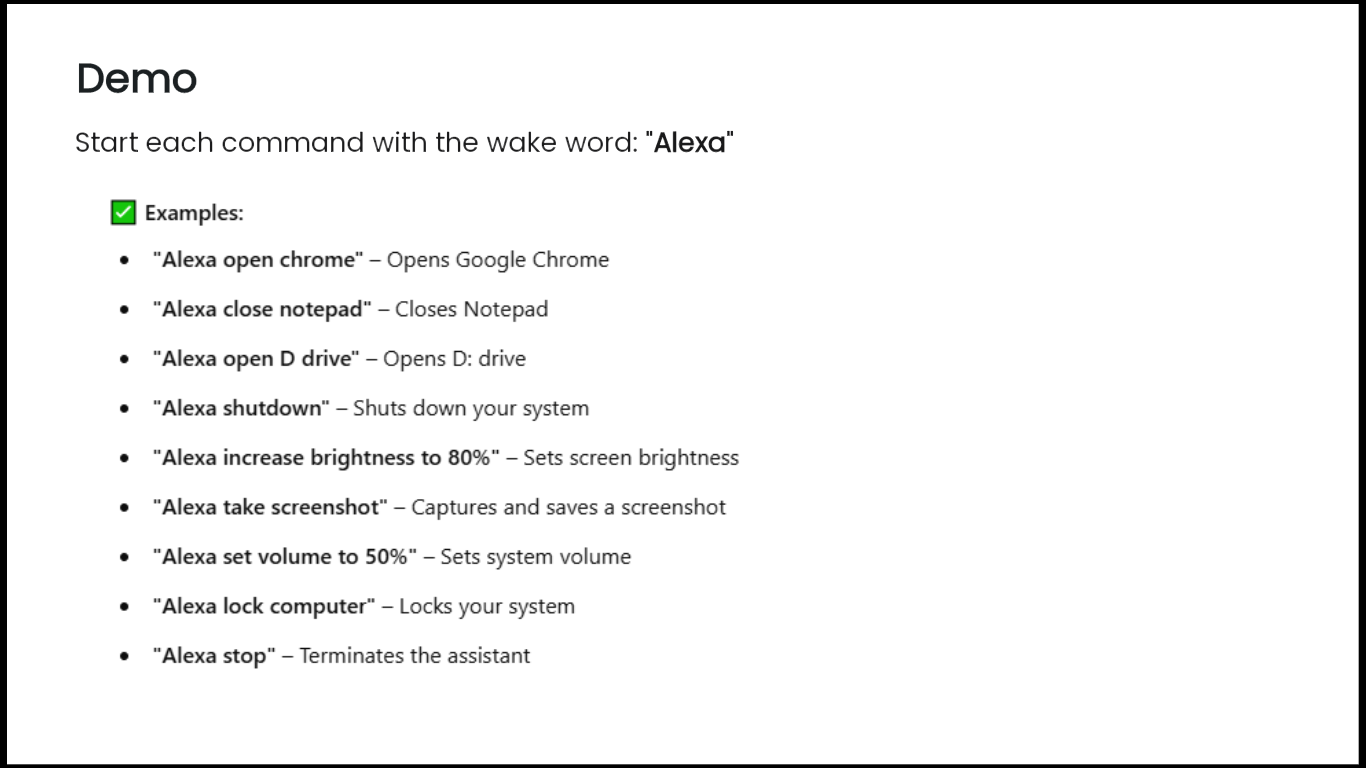 Demo
Start each command with the wake word: "Alexa"
✅ Examples:
• "Alexa open chrome" – Opens Google Chrome
• "Alexa close notepad" – Closes Notepad
• "Alexa open D drive" – Opens D: drive
• "Alexa shutdown" – Shuts down your system
• "Alexa increase brightness to 80%" – Sets screen brightness
• "Alexa take screenshot" – Captures and saves a screenshot
• "Alexa set volume to 50%" – Sets system volume
• "Alexa lock computer" – Locks your system
• "Alexa stop" – Terminates the assistant